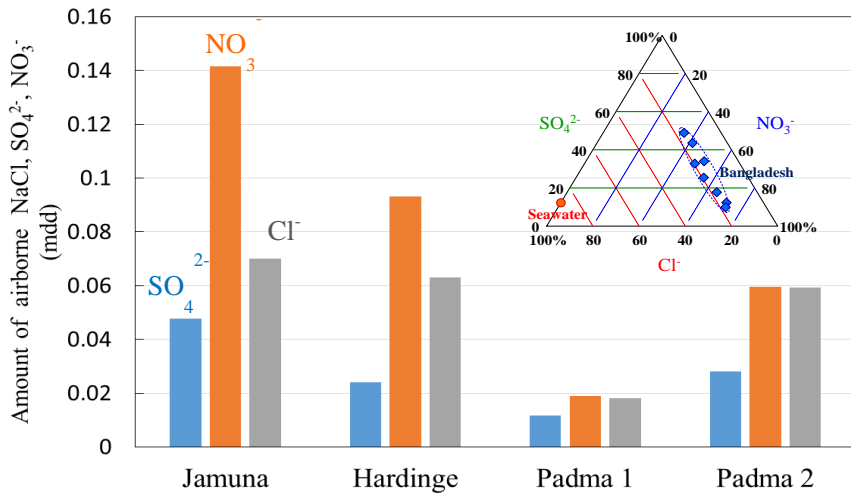 Amount of airborne NaCl, SO₄²⁻, NO₃⁻
(mdd)
0.16
0.14
0.12
0.1
0.08
0.06
0.04
0.02
0
SO₄²⁻
NO₃⁻
Cl⁻
Jamuna Hardinge Padma 1 Padma 2
100% 0
80 20
60 40
SO₄²⁻ NO₃⁻
40 60
Bangladesh
20 80
Seawater
0 100%
100% 80 60 40 20 0
Cl⁻